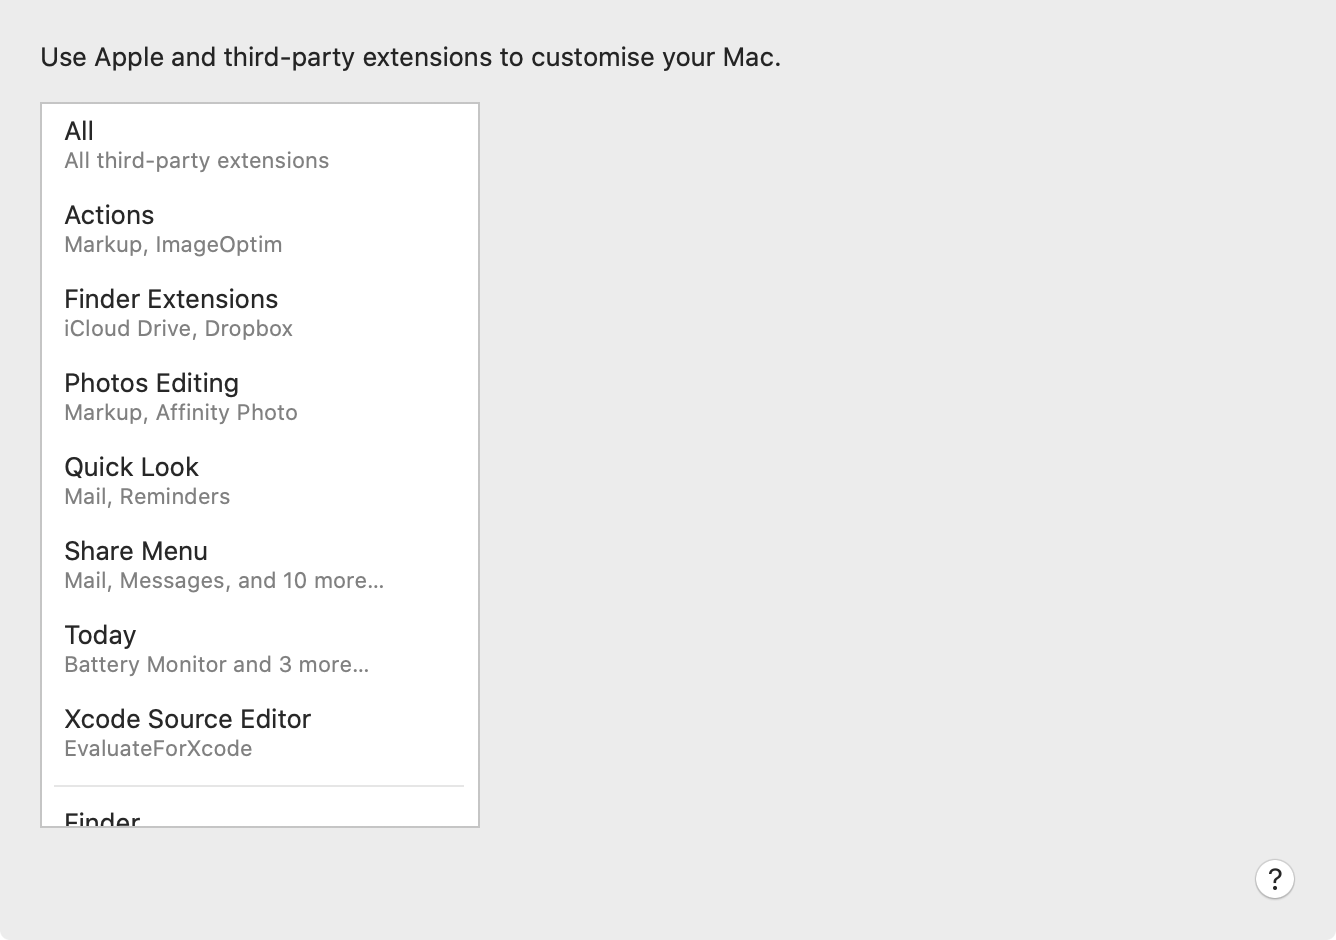 Use Apple and third-party extensions to customise your Mac.
All
All third-party extensions
Actions
Markup, ImageOptim
Finder Extensions
iCloud Drive, Dropbox
Photos Editing
Markup, Affinity Photo
Quick Look
Mail, Reminders
Share Menu
Mail, Messages, and 10 more...
Today
Battery Monitor and 3 more...
Xcode Source Editor
EvaluateForXcode
Finder
?